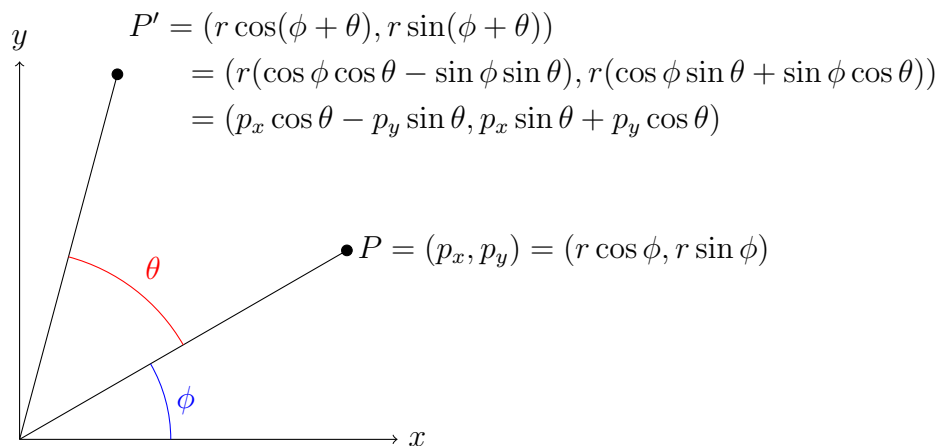 P′ = (r cos(ϕ + θ), r sin(ϕ + θ))
y
= (r(cos ϕ cos θ − sin ϕ sin θ), r(cos ϕ sin θ + sin ϕ cos θ))
= (p_x cos θ − p_y sin θ, p_x sin θ + p_y cos θ)
P = (p_x, p_y) = (r cos ϕ, r sin ϕ)
θ
ϕ
x